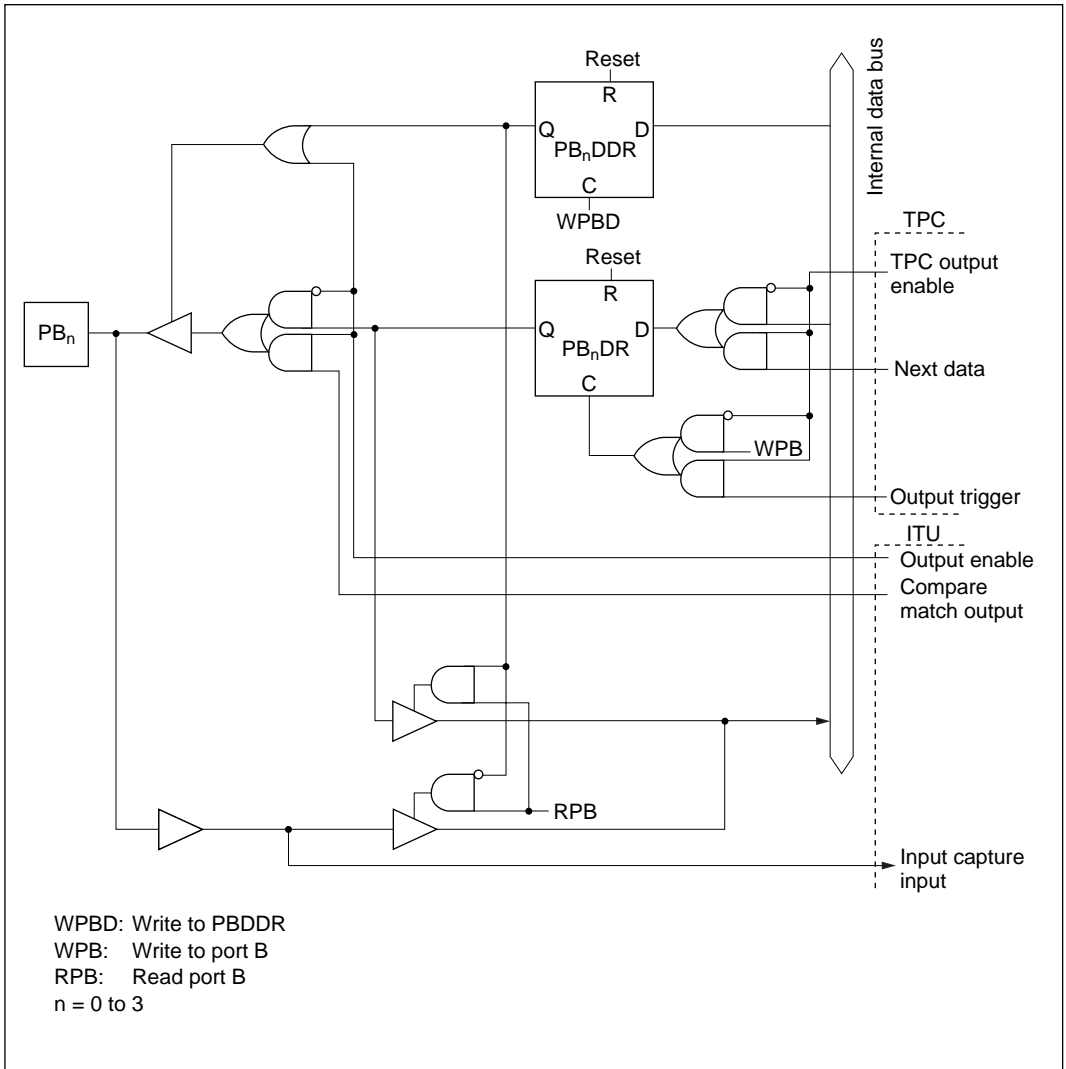 Reset
R
Q
D
PBnDDR
C
WPBD
Internal data bus
TPC
TPC output
enable
Reset
R
Q
D
PBnDR
C
PBn
Next data
WPB
Output trigger
ITU
Output enable
Compare
match output
RPB
Input capture
input
WPBD: Write to PBDDR
WPB: Write to port B
RPB: Read port B
n = 0 to 3